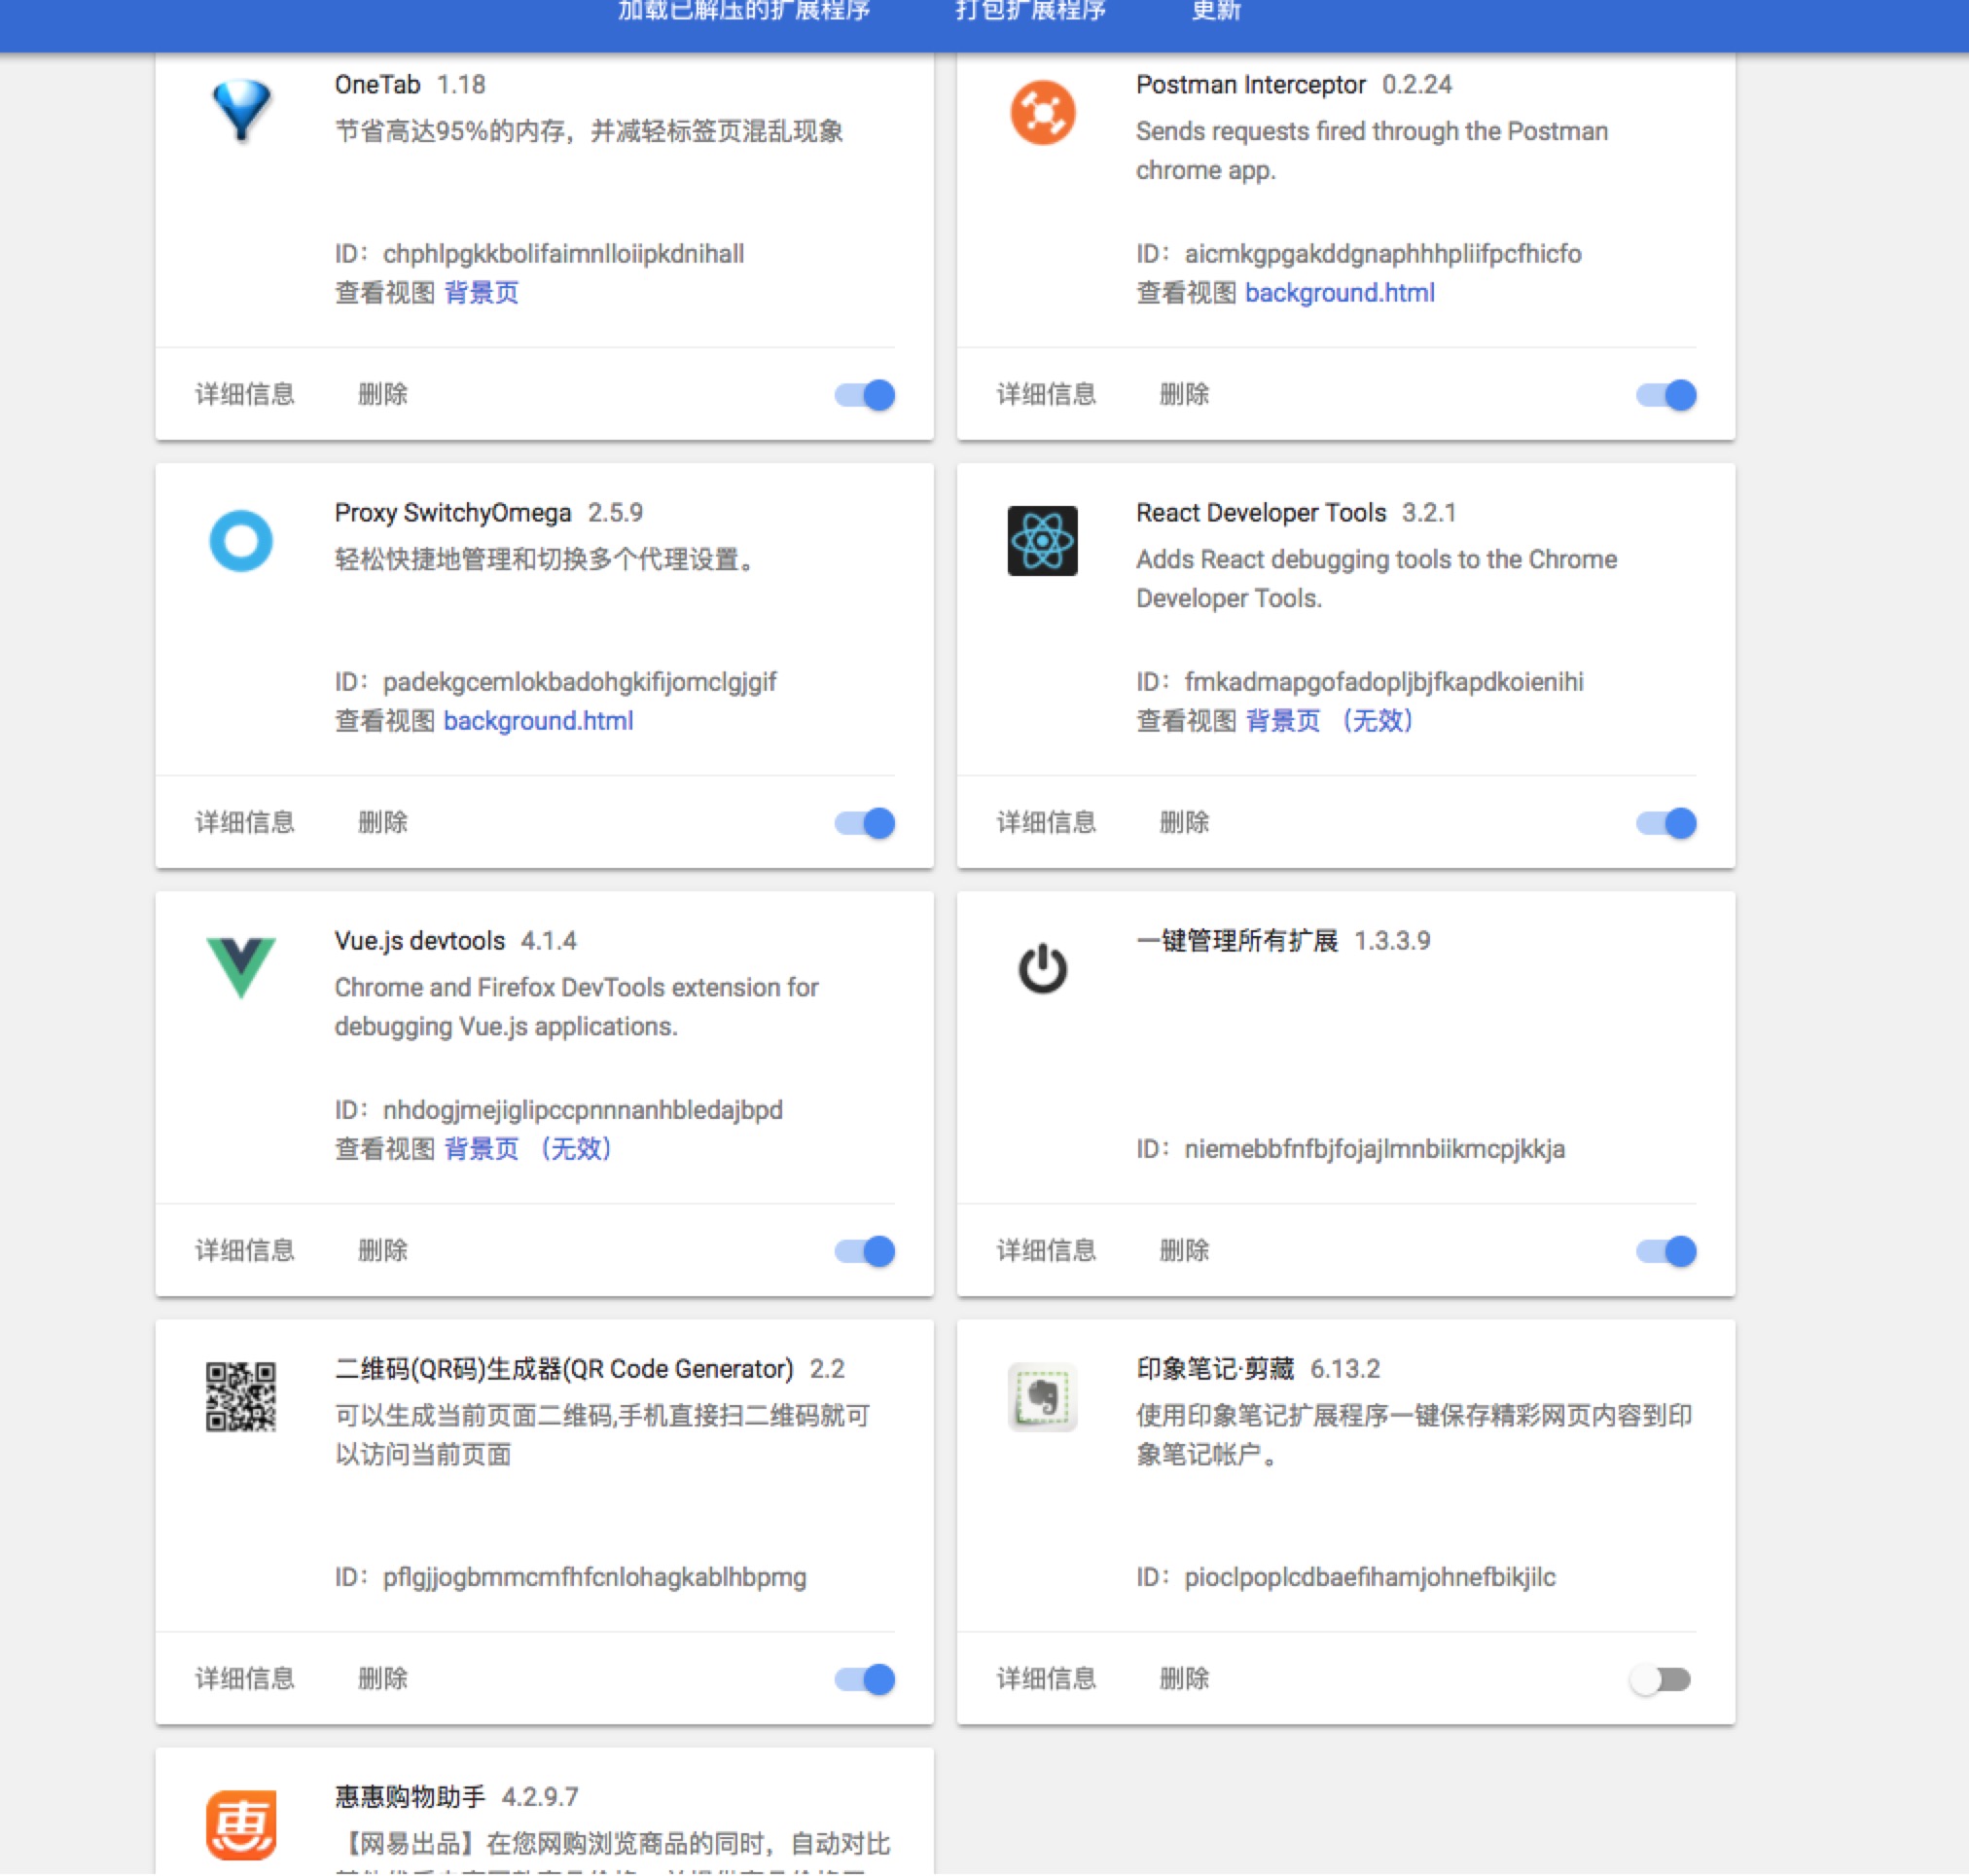 加载已解压的扩展程序 打包扩展程序 更新
OneTab 1.18
节省高达95%的内存，并减轻标签页混乱现象
ID：chphlpgkkbolifaimnlloiipkdnihall
查看视图 背景页
详细信息 删除
Postman Interceptor 0.2.24
Sends requests fired through the Postman
chrome app.
ID：aicmkgpgakddgnaphhhpliifpcfhicfo
查看视图 background.html
详细信息 删除
Proxy SwitchyOmega 2.5.9
轻松快捷地管理和切换多个代理设置。
ID：padekgcemlokbadohgkifijomclgjgif
查看视图 background.html
详细信息 删除
React Developer Tools 3.2.1
Adds React debugging tools to the Chrome
Developer Tools.
ID：fmkadmapgofadopljbjfkapdkoienihi
查看视图 背景页 （无效）
详细信息 删除
Vue.js devtools 4.1.4
Chrome and Firefox DevTools extension for
debugging Vue.js applications.
ID：nhdogjmejiglipccpnnnanhbledajbpd
查看视图 背景页 （无效）
详细信息 删除
一键管理所有扩展 1.3.3.9
ID：niemebbfnfbjfojajlmnbiikmcpjkkja
详细信息 删除
二维码(QR码)生成器(QR Code Generator) 2.2
可以生成当前页面二维码,手机直接扫二维码就可
以访问当前页面
ID：pflgjjogbmmcmfhfcnlohagkablhbpmg
详细信息 删除
印象笔记·剪藏 6.13.2
使用印象笔记扩展程序一键保存精彩网页内容到印
象笔记帐户。
ID：pioclpoplcdbaefihamjohnefbikjilc
详细信息 删除
惠
惠惠购物助手 4.2.9.7
【网易出品】在您网购浏览商品的同时，自动对比